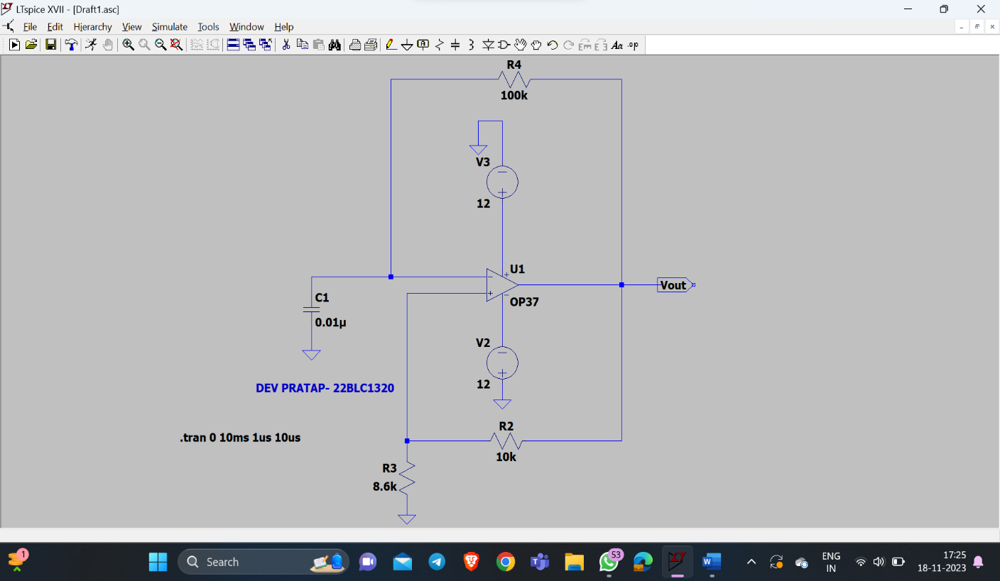 LTspice XVII - [Draft1.asc]
File Edit Hierarchy View Simulate Tools Window Help
Aa .op
R4
100k
V3
12
U1
OP37
Vout
C1
0.01µ
V2
12
DEV PRATAP- 22BLC1320
.tran 0 10ms 1us 10us
R2
10k
R3
8.6k
1
Search
53
ENG
IN
17:25
18-11-2023